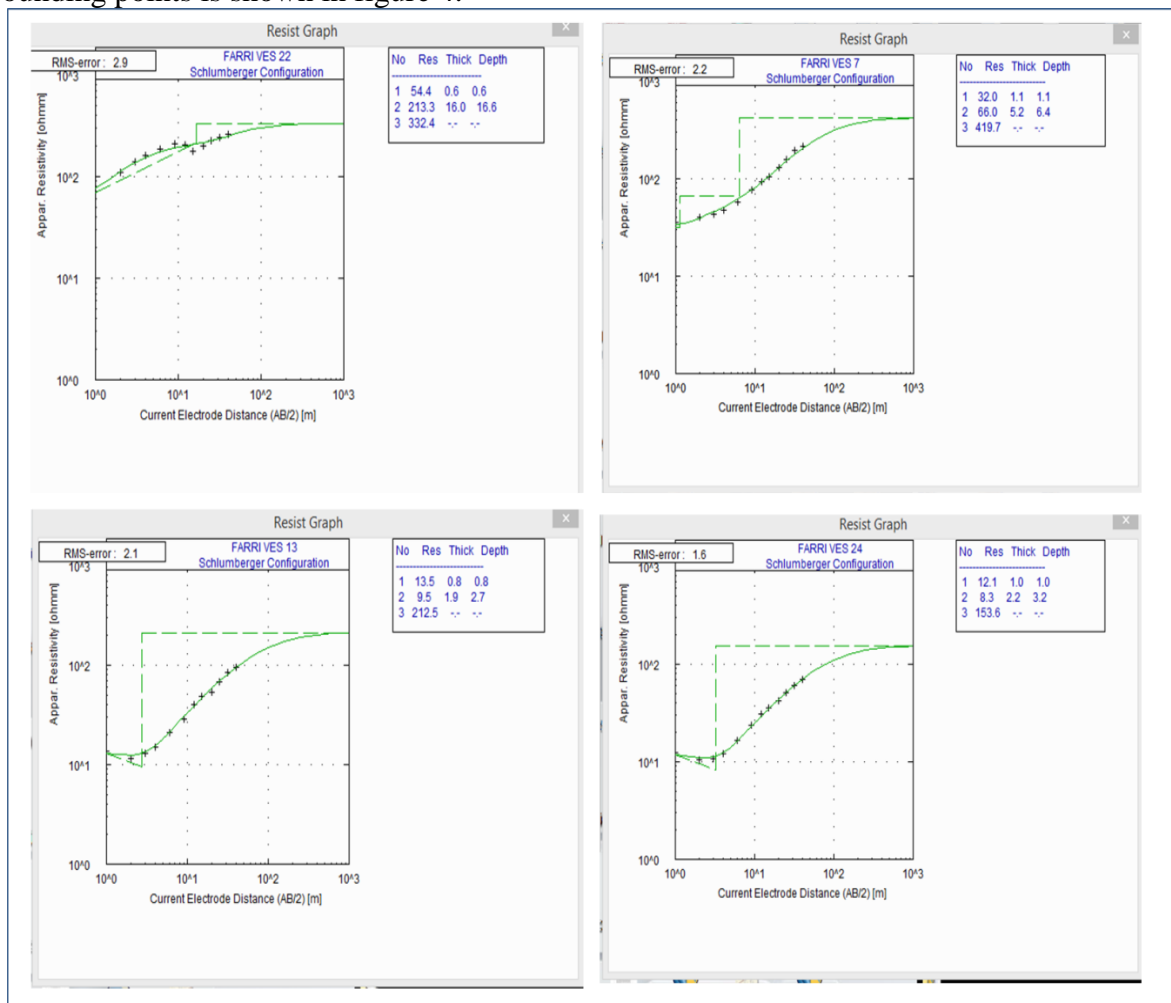 ounding points is shown in figure 4.
Resist Graph
X
RMS-error : 2.9
FARRI VES 22
Schlumberger Configuration
No Res Thick Depth
1 54.4 0.6 0.6
2 213.3 16.0 16.6
3 332.4 -.- -.-
Appar. Resistivity [ohmm]
10^3
10^2
10^1
10^0
10^0 10^1 10^2 10^3
Current Electrode Distance (AB/2) [m]
Resist Graph
X
RMS-error : 2.2
FARRI VES 7
Schlumberger Configuration
No Res Thick Depth
1 32.0 1.1 1.1
2 66.0 5.2 6.4
3 419.7 -.- -.-
Appar. Resistivity [ohmm]
10^3
10^2
10^1
10^0
10^0 10^1 10^2 10^3
Current Electrode Distance (AB/2) [m]
Resist Graph
X
RMS-error : 2.1
FARRI VES 13
Schlumberger Configuration
No Res Thick Depth
1 13.5 0.8 0.8
2 9.5 1.9 2.7
3 212.5 -.- -.-
Appar. Resistivity [ohmm]
10^3
10^2
10^1
10^0
10^0 10^1 10^2 10^3
Current Electrode Distance (AB/2) [m]
Resist Graph
X
RMS-error : 1.6
FARRI VES 24
Schlumberger Configuration
No Res Thick Depth
1 12.1 1.0 1.0
2 8.3 2.2 3.2
3 153.6 -.- -.-
Appar. Resistivity [ohmm]
10^3
10^2
10^1
10^0
10^0 10^1 10^2 10^3
Current Electrode Distance (AB/2) [m]